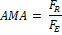 AMA = F_R / F_E